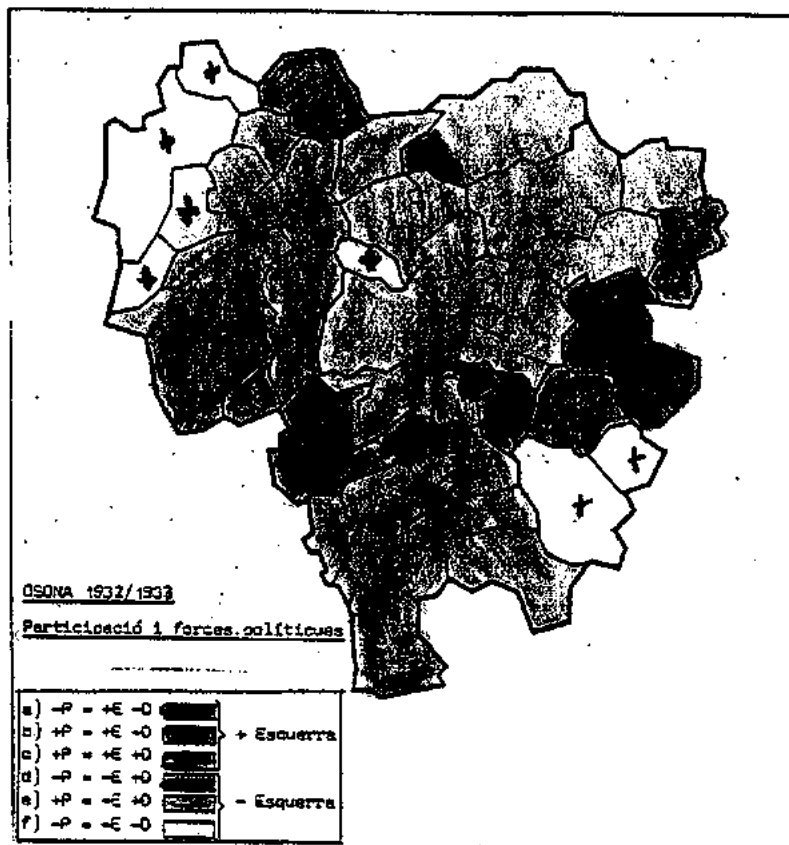 OSONA 1932/1933
Participació i forces polítiques
a) -P = +E -D
b) +P = +E +D
c) +P = +E +D
+ Esquerra
d) -P = -E +D
e) +P = -E +D
- Esquerra
f) -P = -E -D